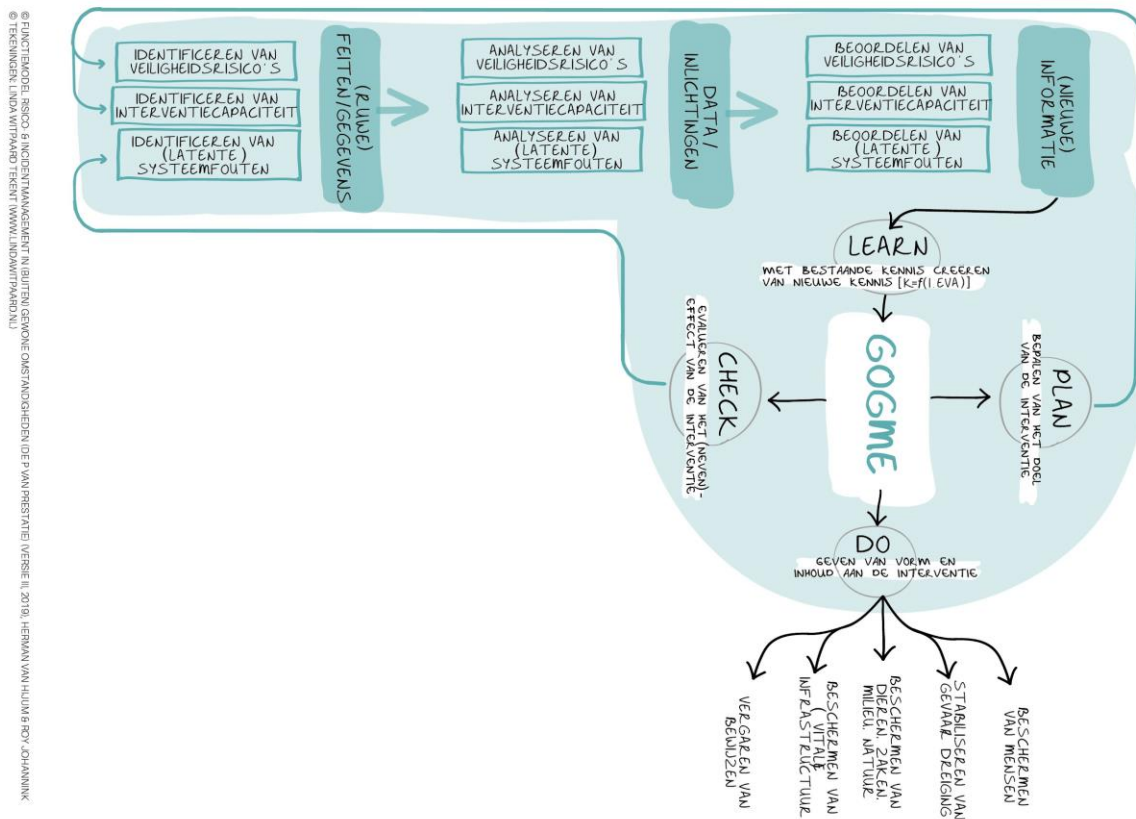 IDENTIFICEREN VAN
VEILIGHEIDSRISICO'S
IDENTIFICEREN VAN
INTERVENTIECAPACITEIT
IDENTIFICEREN VAN
(LATENTE)
SYSTEEMFOUTEN
(RUWE)
FEITEN/GEGEVENS
ANALYSEREN VAN
VEILIGHEIDSRISICO'S
ANALYSEREN VAN
INTERVENTIECAPACITEIT
ANALYSEREN VAN
(LATENTE)
SYSTEEMFOUTEN
DATA/
INLICHTINGEN
BEOORDELEN VAN
VEILIGHEIDSRISICO'S
BEOORDELEN VAN
INTERVENTIECAPACITEIT
BEOORDELEN VAN
(LATENTE)
SYSTEEMFOUTEN
(NIEUWE)
INFORMATIE
LEARN
MET BESTAANDE KENNIS CREËREN
VAN NIEUWE KENNIS [K=f(I EVA)]
GOGME
PLAN
BEPALEN VAN HET DOEL
VAN DE INTERVENTIE
CHECK
EVALUEREN VAN HET (NEVEN)-
EFFECT VAN DE INTERVENTIE
DO
GEVEN VAN VORM EN
INHOUD AAN DE INTERVENTIE
BESCHERMEN
VAN MENSEN
STABILISEREN VAN
GEVAAR DREIGING
BESCHERMEN VAN
DIEREN, ZAKEN,
MILIEU, NATUUR
BESCHERMEN VAN
(VITALE
INFRASTRUCTUUR
VERGAREN VAN
BEWIJZEN
© FUNCTIEMODEL RISICO- & INCIDENTMANAGEMENT IN (BUITEN) GEWONE OMSTANDIGHEDEN (DE P VAN PRESTATIE) (VERSIE III, 2019), HERMAN VAN HIJUM & ROY JOHANNINK
© TEKENINGEN: LINDA WITPAARD TEKENT (WWW.LINDAWITPAARD.NL)